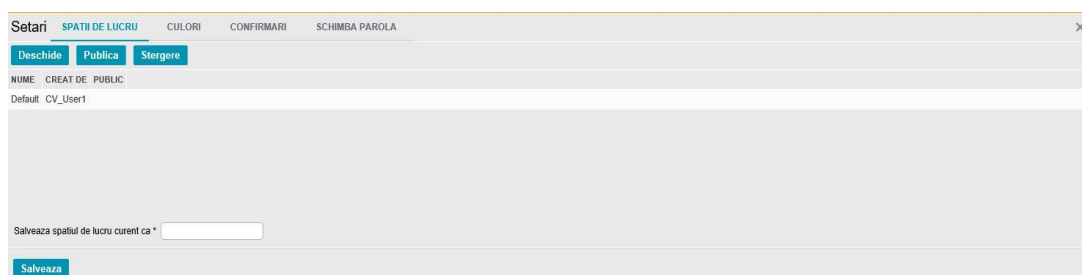 Setari SPATII DE LUCRU CULORI CONFIRMARI SCHIMBA PAROLA
Deschide Publica Stergere
NUME CREAT DE PUBLIC
Default CV_User1
Salveaza spatiul de lucru curent ca *
Salveaza